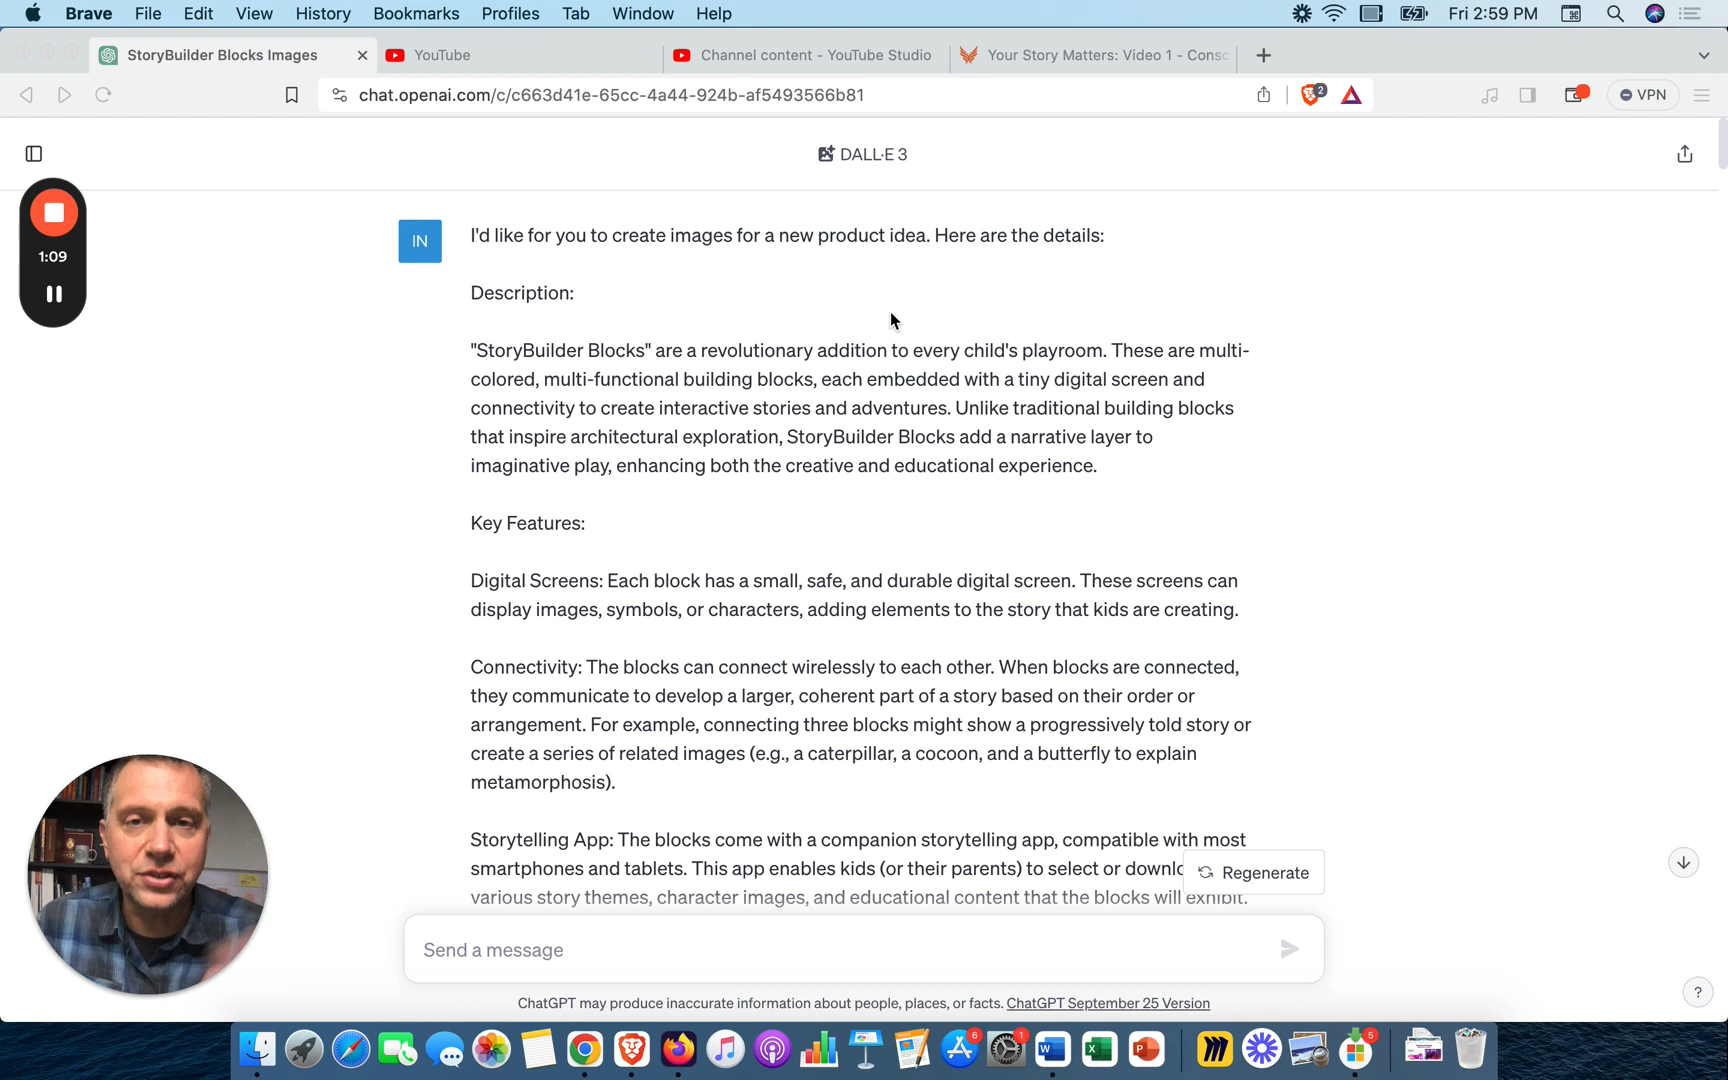 Brave File Edit View History Bookmarks Profiles Tab Window Help
Fri 2:59 PM
StoryBuilder Blocks Images
YouTube
Channel content - YouTube Studio
Your Story Matters: Video 1 - Consc
chat.openai.com/c/c663d41e-65cc-4a44-924b-af5493566b81
2
VPN
DALL·E 3
1:09
IN
I'd like for you to create images for a new product idea. Here are the details:
Description:
"StoryBuilder Blocks" are a revolutionary addition to every child's playroom. These are multi-
colored, multi-functional building blocks, each embedded with a tiny digital screen and
connectivity to create interactive stories and adventures. Unlike traditional building blocks
that inspire architectural exploration, StoryBuilder Blocks add a narrative layer to
imaginative play, enhancing both the creative and educational experience.
Key Features:
Digital Screens: Each block has a small, safe, and durable digital screen. These screens can
display images, symbols, or characters, adding elements to the story that kids are creating.
Connectivity: The blocks can connect wirelessly to each other. When blocks are connected,
they communicate to develop a larger, coherent part of a story based on their order or
arrangement. For example, connecting three blocks might show a progressively told story or
create a series of related images (e.g., a caterpillar, a cocoon, and a butterfly to explain
metamorphosis).
Storytelling App: The blocks come with a companion storytelling app, compatible with most
smartphones and tablets. This app enables kids (or their parents) to select or downlo
Regenerate
various story themes, character images, and educational content that the blocks will exhibit.
Send a message
ChatGPT may produce inaccurate information about people, places, or facts. ChatGPT September 25 Version
?
6
1
5